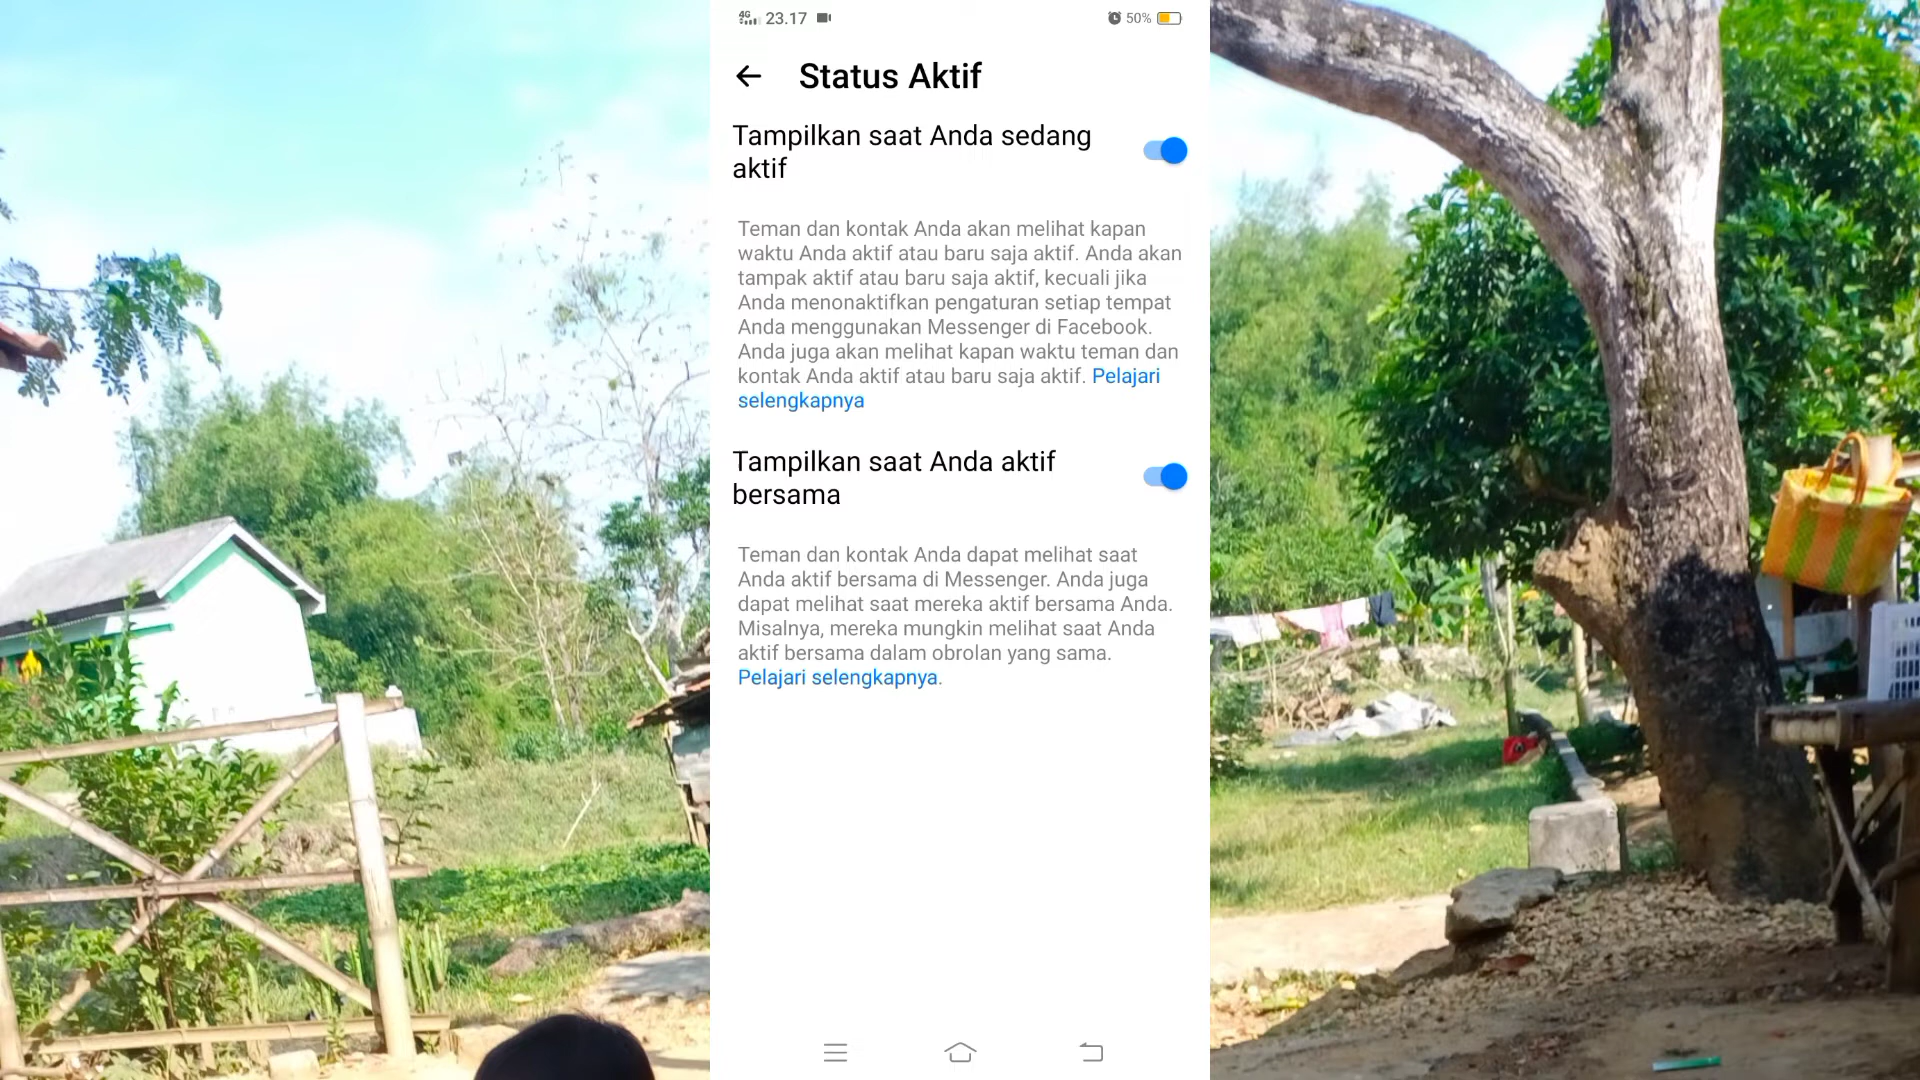 4G 23.17 50%
Status Aktif
Tampilkan saat Anda sedang
aktif
Teman dan kontak Anda akan melihat kapan
waktu Anda aktif atau baru saja aktif. Anda akan
tampak aktif atau baru saja aktif, kecuali jika
Anda menonaktifkan pengaturan setiap tempat
Anda menggunakan Messenger di Facebook.
Anda juga akan melihat kapan waktu teman dan
kontak Anda aktif atau baru saja aktif. Pelajari
selengkapnya
Tampilkan saat Anda aktif
bersama
Teman dan kontak Anda dapat melihat saat
Anda aktif bersama di Messenger. Anda juga
dapat melihat saat mereka aktif bersama Anda.
Misalnya, mereka mungkin melihat saat Anda
aktif bersama dalam obrolan yang sama.
Pelajari selengkapnya.